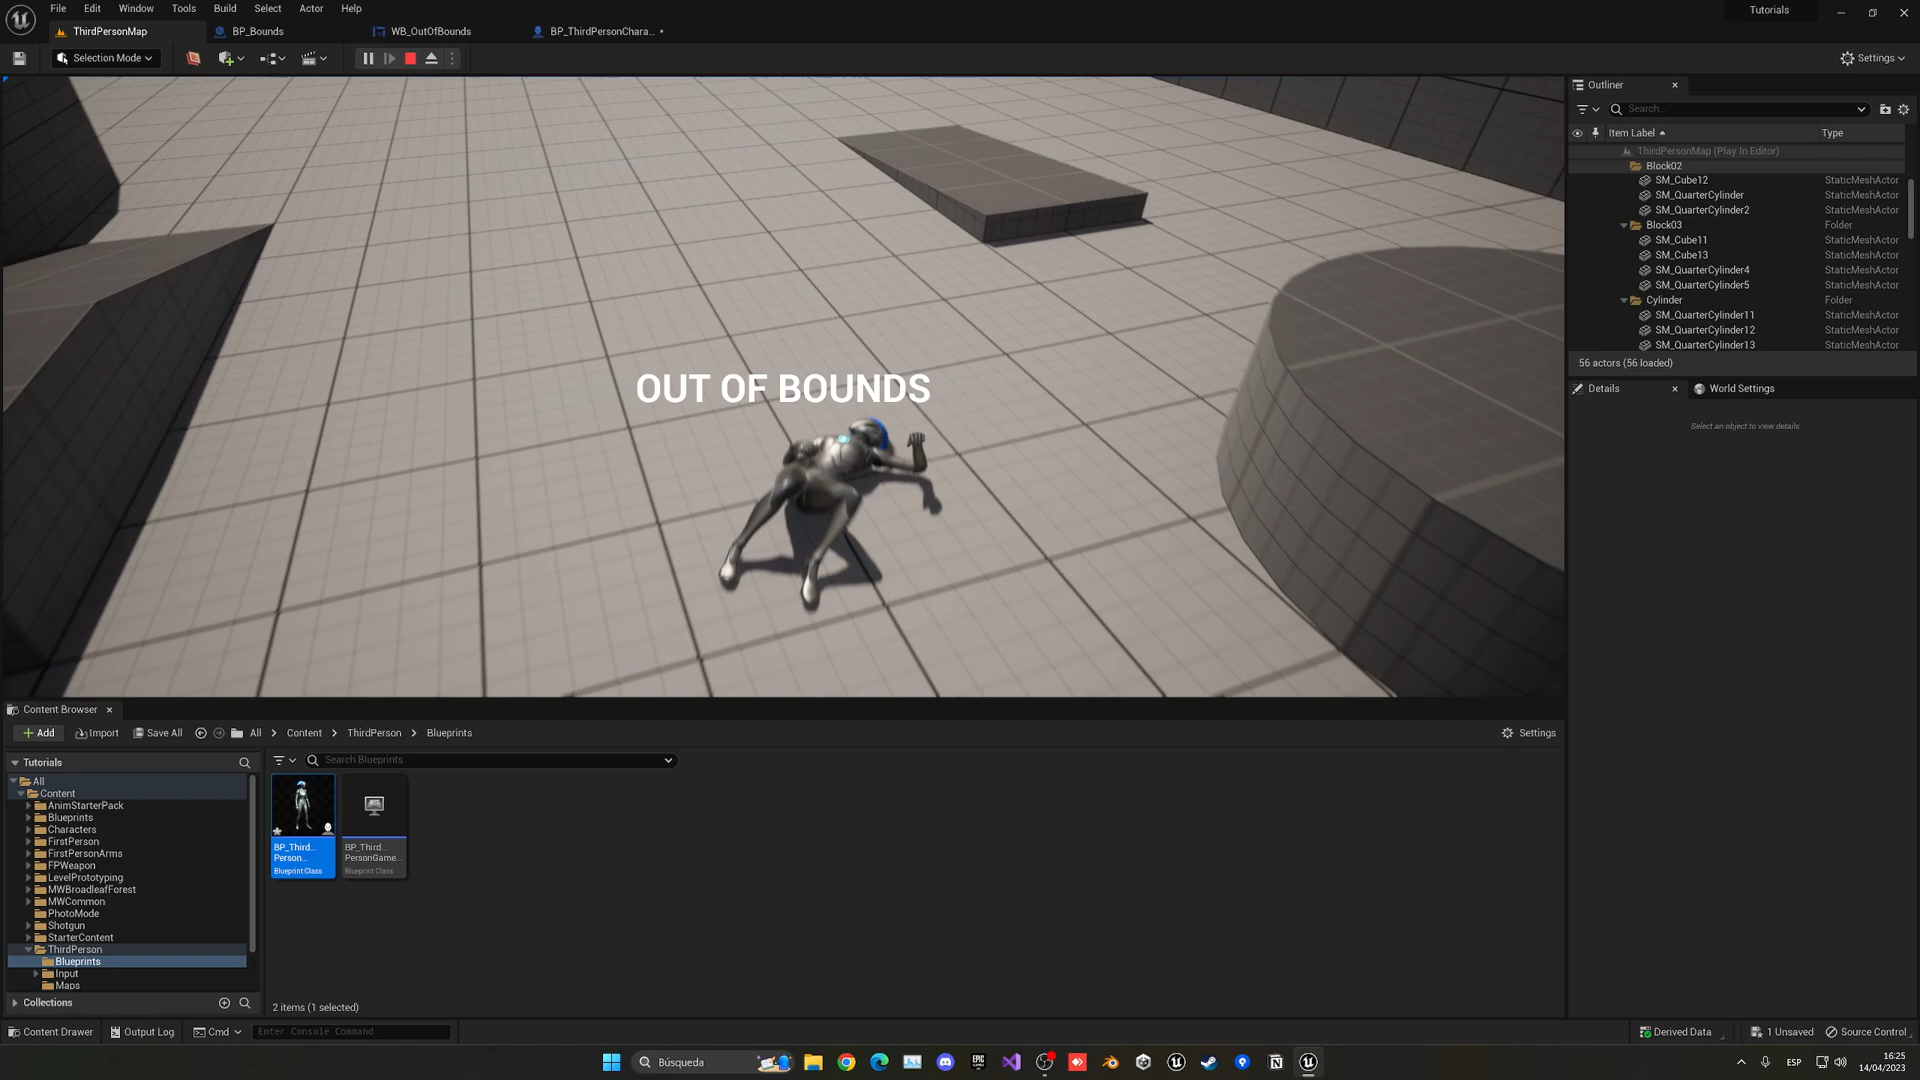 File Edit Window Tools Build Select Actor Help
Tutorials
ThirdPersonMap BP_Bounds WB_OutOfBounds BP_ThirdPersonChara... •
Selection Mode
Settings
Outliner
Search...
Item Label Type
ThirdPersonMap (Play In Editor)
Block02
SM_Cube12 StaticMeshActor
SM_QuarterCylinder StaticMeshActor
SM_QuarterCylinder2 StaticMeshActor
Block03 Folder
SM_Cube11 StaticMeshActor
SM_Cube13 StaticMeshActor
SM_QuarterCylinder4 StaticMeshActor
SM_QuarterCylinder5 StaticMeshActor
Cylinder Folder
SM_QuarterCylinder11 StaticMeshActor
SM_QuarterCylinder12 StaticMeshActor
SM_QuarterCylinder13 StaticMeshActor
56 actors (56 loaded)
Details World Settings
Select an object to view details.
OUT OF BOUNDS
Content Browser
Add Import Save All All > Content > ThirdPerson > Blueprints Settings
Tutorials
Search Blueprints
All
Content
AnimStarterPack
Blueprints
Characters
FirstPerson
FirstPersonArms
FPWeapon
LevelPrototyping
MWBroadleafForest
MWCommon
PhotoMode
Shotgun
StarterContent
ThirdPerson
Blueprints
Input
Maps
Collections
BP_Third...
Person...
Blueprint Class
BP_Third...
PersonGame...
Blueprint Class
2 items (1 selected)
Content Drawer Output Log Cmd Enter Console Command
Derived Data 1 Unsaved Source Control
Búsqueda
EPIC GAMES
ESP
16:25
14/04/2023